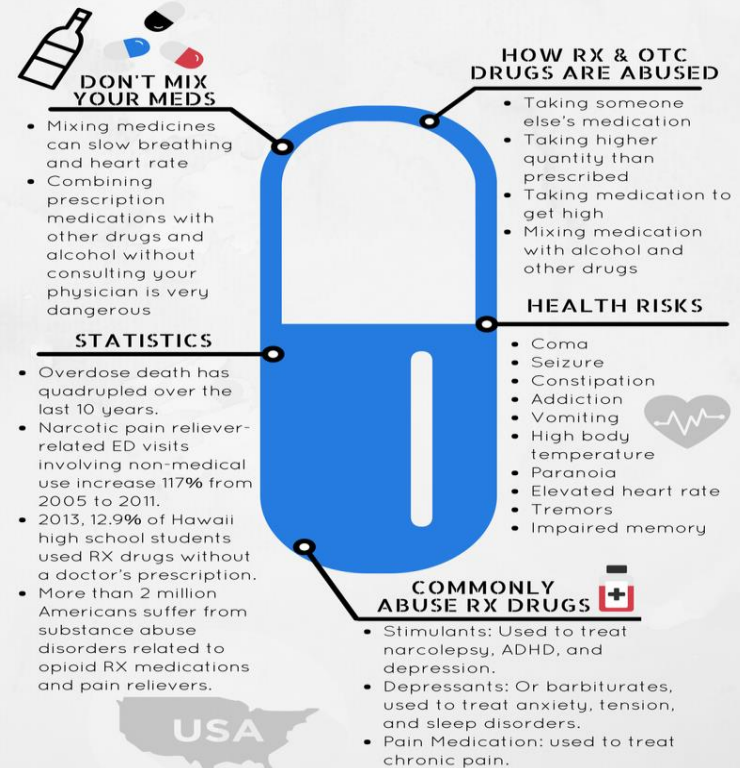 DON'T MIX
YOUR MEDS
• Mixing medicines
can slow breathing
and heart rate
• Combining
prescription
medications with
other drugs and
alcohol without
consulting your
physician is very
dangerous
HOW RX & OTC
DRUGS ARE ABUSED
• Taking someone
else's medication
• Taking higher
quantity than
prescribed
• Taking medication to
get high
• Mixing medication
with alcohol and
other drugs
STATISTICS
• Overdose death has
quadrupled over the
last 10 years.
• Narcotic pain reliever-
related ED visits
involving non-medical
use increase 117% from
2005 to 2011.
• 2013, 12.9% of Hawaii
high school students
used RX drugs without
a doctor's prescription.
• More than 2 million
Americans suffer from
substance abuse
disorders related to
opioid RX medications
and pain relievers.
USA
HEALTH RISKS
• Coma
• Seizure
• Constipation
• Addiction
• Vomiting
• High body
temperature
• Paranoia
• Elevated heart rate
• Tremors
• Impaired memory
COMMONLY
ABUSE RX DRUGS
• Stimulants: Used to treat
narcolepsy, ADHD, and
depression.
• Depressants: Or barbiturates,
used to treat anxiety, tension,
and sleep disorders.
• Pain Medication: used to treat
chronic pain.